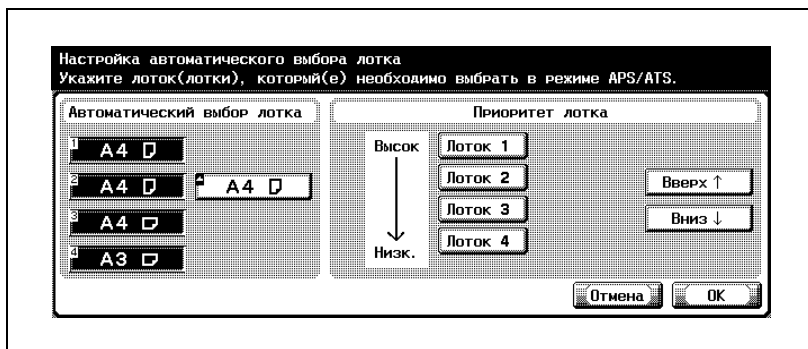 Настройка автоматического выбора лотка
Укажите лоток(лотки), который(е) необходимо выбрать в режиме APS/ATS.
Автоматический выбор лотка
Приоритет лотка
1 A4
2 A4
A4
3 A4
4 A3
Высок
Низк.
Лоток 1
Лоток 2
Лоток 3
Лоток 4
Вверх ↑
Вниз ↓
Отмена
OK